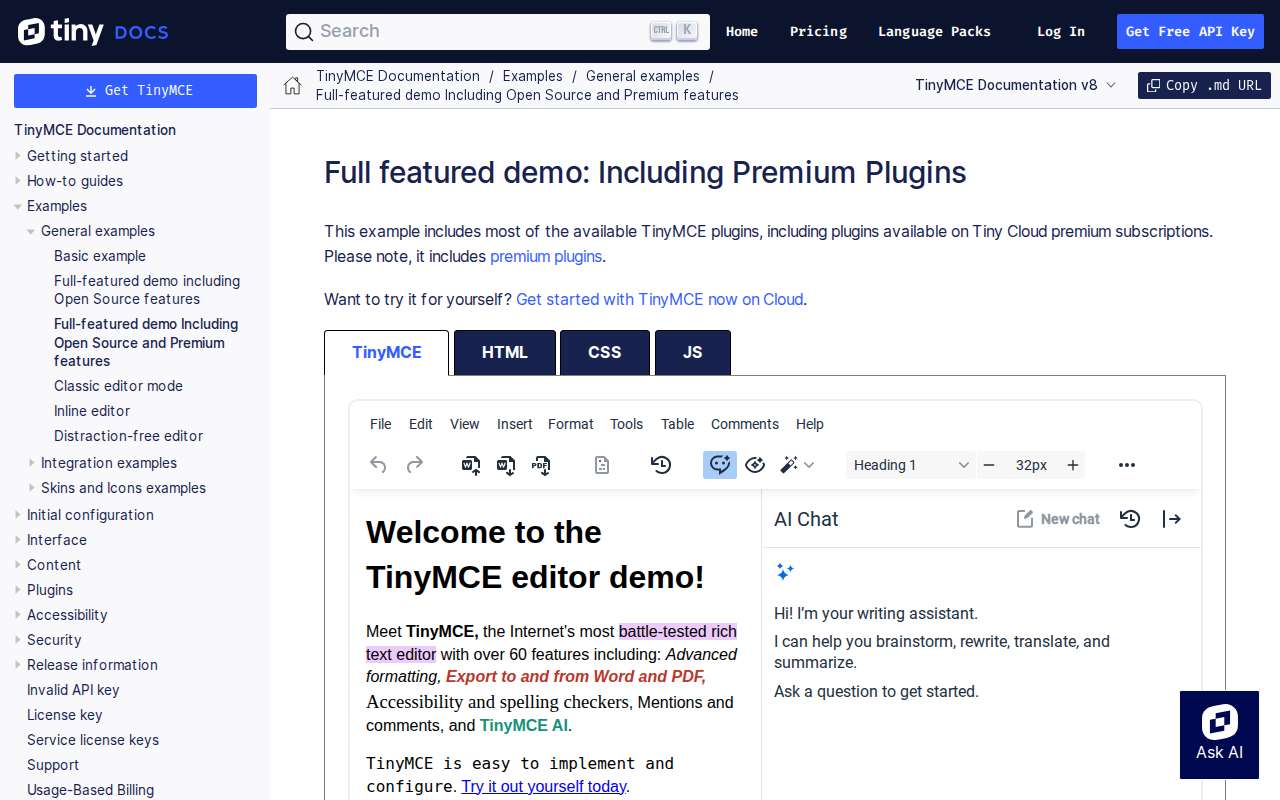 tiny DOCS
Search
CTRL K
Home
Pricing
Language Packs
Log In
Get Free API Key
Get TinyMCE
TinyMCE Documentation / Examples / General examples /
Full-featured demo Including Open Source and Premium features
TinyMCE Documentation v8
Copy .md URL
TinyMCE Documentation
Getting started
How-to guides
Examples
General examples
Basic example
Full-featured demo including
Open Source features
Full-featured demo Including
Open Source and Premium
features
Classic editor mode
Inline editor
Distraction-free editor
Integration examples
Skins and Icons examples
Initial configuration
Interface
Content
Plugins
Accessibility
Security
Release information
Invalid API key
License key
Service license keys
Support
Usage-Based Billing
Full featured demo: Including Premium Plugins
This example includes most of the available TinyMCE plugins, including plugins available on Tiny Cloud premium subscriptions.
Please note, it includes premium plugins.
Want to try it for yourself? Get started with TinyMCE now on Cloud.
TinyMCE
HTML
CSS
JS
File Edit View Insert Format Tools Table Comments Help
W W PDF
Heading 1
32px
Welcome to the
TinyMCE editor demo!
Meet TinyMCE, the Internet's most battle-tested rich
text editor with over 60 features including: Advanced
formatting, Export to and from Word and PDF,
Accessibility and spelling checkers, Mentions and
comments, and TinyMCE AI.
TinyMCE is easy to implement and
configure. Try it out yourself today.
AI Chat
New chat
Hi! I'm your writing assistant.
I can help you brainstorm, rewrite, translate, and
summarize.
Ask a question to get started.
Ask AI